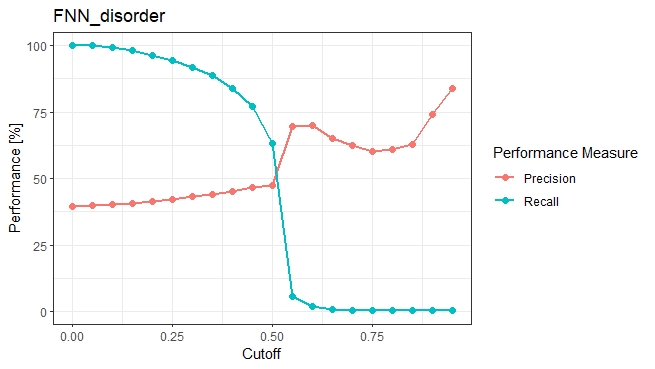 FNN_disorder
Performance [%]
100
75
50
25
0
0.00
0.25
0.50
0.75
Cutoff
Performance Measure
Precision
Recall